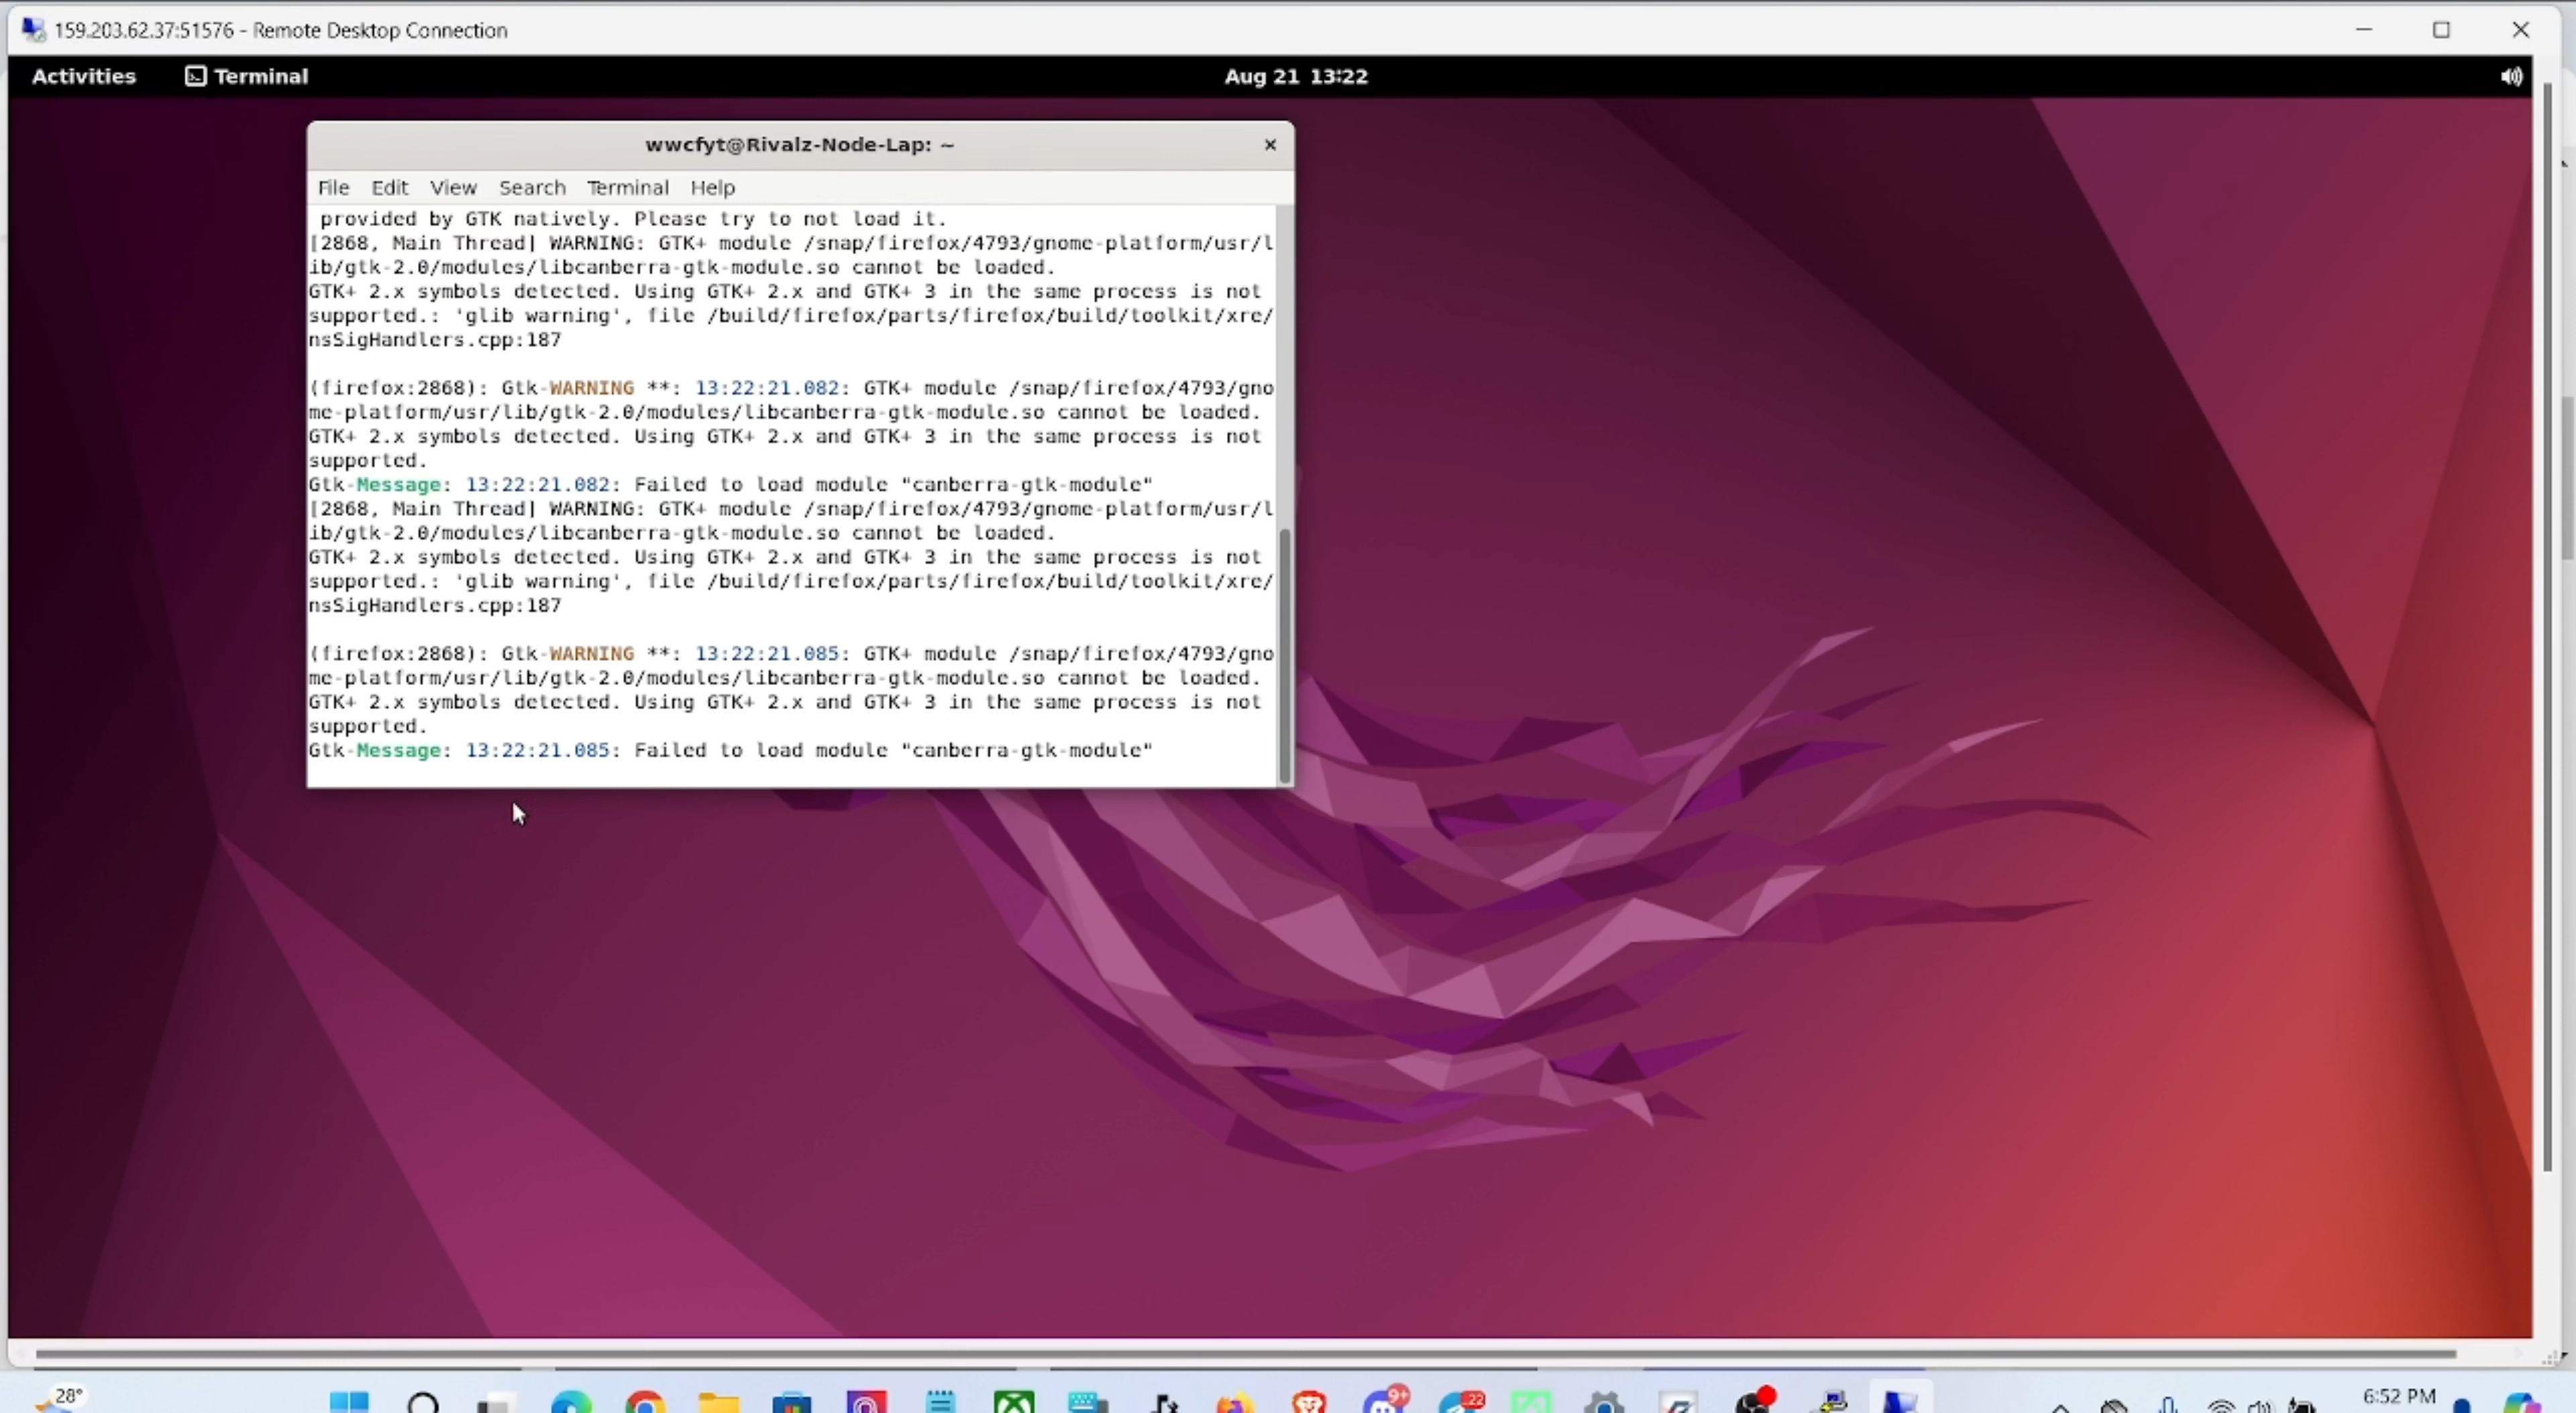 159.203.62.37:51576 - Remote Desktop Connection
Activities Terminal Aug 21 13:22
wwcfyt@Rivalz-Node-Lap: ~
File Edit View Search Terminal Help
provided by GTK natively. Please try to not load it.
[2868, Main Thread] WARNING: GTK+ module /snap/firefox/4793/gnome-platform/usr/l
ib/gtk-2.0/modules/libcanberra-gtk-module.so cannot be loaded.
GTK+ 2.x symbols detected. Using GTK+ 2.x and GTK+ 3 in the same process is not
supported.: 'glib warning', file /build/firefox/parts/firefox/build/toolkit/xre/
nsSigHandlers.cpp:187
(firefox:2868): Gtk-WARNING **: 13:22:21.082: GTK+ module /snap/firefox/4793/gno
me-platform/usr/lib/gtk-2.0/modules/libcanberra-gtk-module.so cannot be loaded.
GTK+ 2.x symbols detected. Using GTK+ 2.x and GTK+ 3 in the same process is not
supported.
Gtk-Message: 13:22:21.082: Failed to load module "canberra-gtk-module"
[2868, Main Thread] WARNING: GTK+ module /snap/firefox/4793/gnome-platform/usr/l
ib/gtk-2.0/modules/libcanberra-gtk-module.so cannot be loaded.
GTK+ 2.x symbols detected. Using GTK+ 2.x and GTK+ 3 in the same process is not
supported.: 'glib warning', file /build/firefox/parts/firefox/build/toolkit/xre/
nsSigHandlers.cpp:187
(firefox:2868): Gtk-WARNING **: 13:22:21.085: GTK+ module /snap/firefox/4793/gno
me-platform/usr/lib/gtk-2.0/modules/libcanberra-gtk-module.so cannot be loaded.
GTK+ 2.x symbols detected. Using GTK+ 2.x and GTK+ 3 in the same process is not
supported.
Gtk-Message: 13:22:21.085: Failed to load module "canberra-gtk-module"
28° 9+ 22 6:52 PM